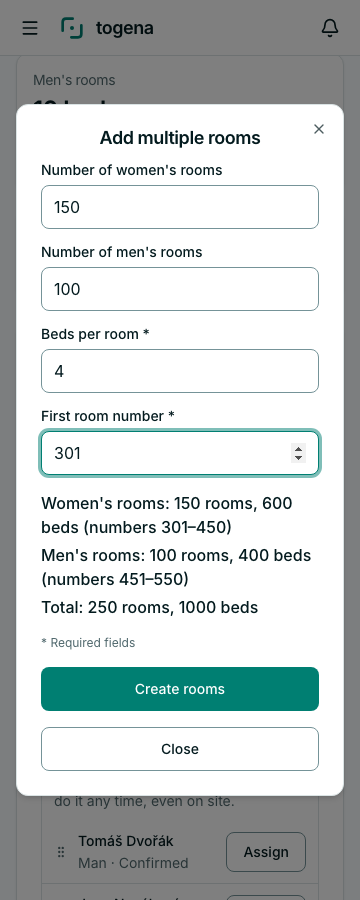 togena
Men's rooms
Add multiple rooms
Number of women's rooms
150
Number of men's rooms
100
Beds per room *
4
First room number *
301
Women's rooms: 150 rooms, 600
beds (numbers 301–450)
Men's rooms: 100 rooms, 400 beds
(numbers 451–550)
Total: 250 rooms, 1000 beds
* Required fields
Create rooms
Close
do it any time, even on site.
Tomáš Dvořák
Man · Confirmed
Assign